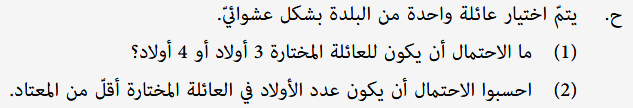 ح. يتمّ اختيار عائلة واحدة من البلدة بشكل عشوائيّ.
(1) ما الاحتمال أن يكون للعائلة المختارة 3 أولاد أو 4 أولاد؟
(2) احسبوا الاحتمال أن يكون عدد الأولاد في العائلة المختارة أقلّ من المعتاد.